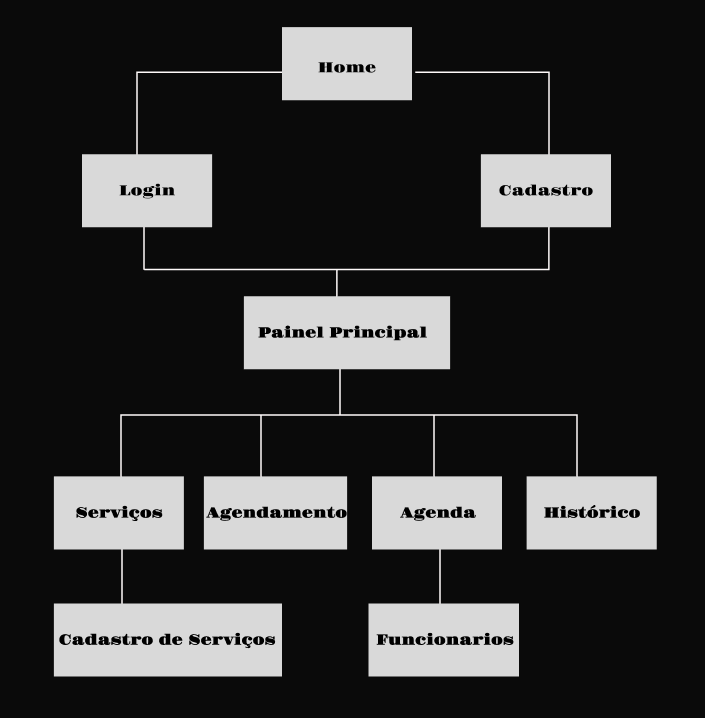 Home
Login
Cadastro
Painel Principal
Serviços
Agendamento
Agenda
Histórico
Cadastro de Serviços
Funcionarios